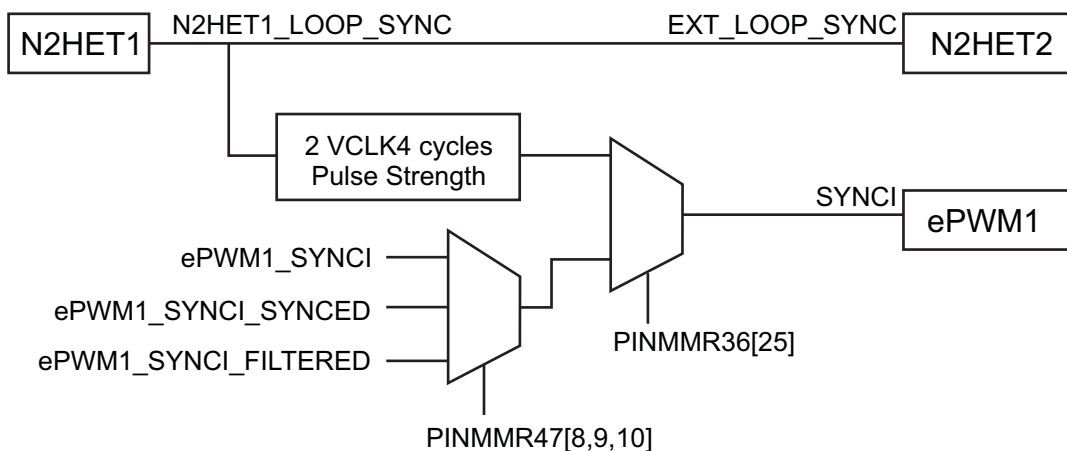 N2HET1
N2HET1_LOOP_SYNC
EXT_LOOP_SYNC
N2HET2
2 VCLK4 cycles
Pulse Strength
SYNCI
ePWM1
ePWM1_SYNCI
ePWM1_SYNCI_SYNCED
ePWM1_SYNCI_FILTERED
PINMMR36[25]
PINMMR47[8,9,10]